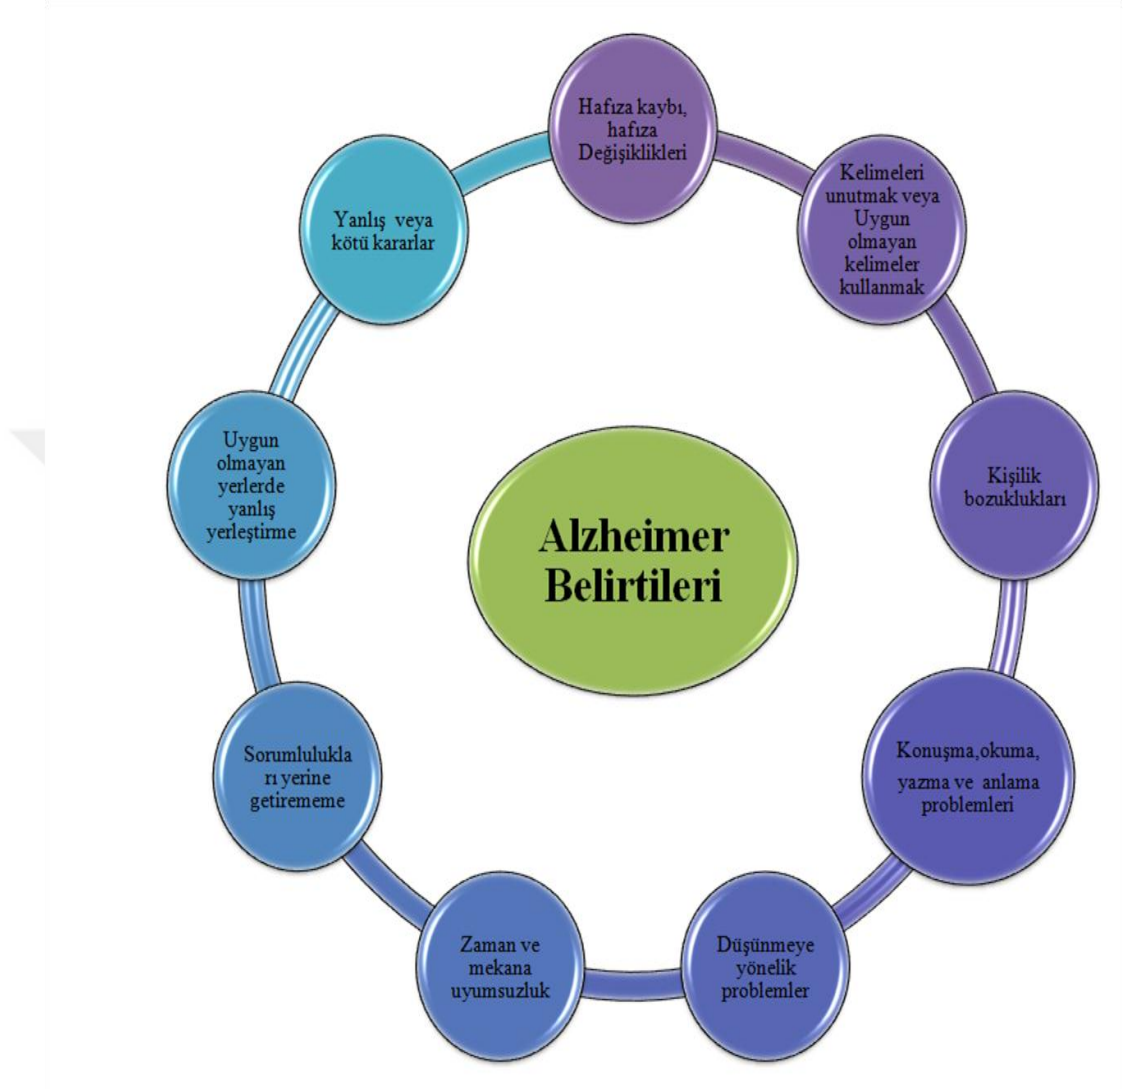 Hafıza kaybı,
hafıza
Değişiklikleri
Kelimeleri
unutmak veya
Uygun
olmayan
kelimeler
kullanmak
Kişilik
bozuklukları
Konuşma,okuma,
yazma ve anlama
problemleri
Düşünmeye
yönelik
problemler
Zaman ve
mekana
uyumsuzluk
Sorumlulukla
rı yerine
getirememe
Uygun
olmayan
yerlerde
yanlış
yerleştirme
Yanlış veya
kötü kararlar
Alzheimer
Belirtileri